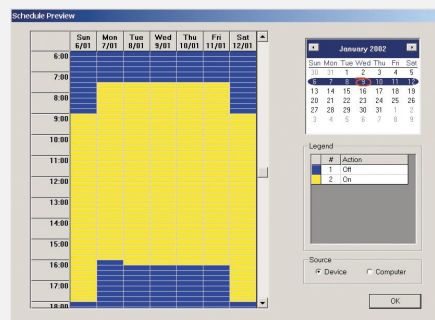 Schedule Preview
Sun Mon Tue Wed Thu Fri Sat
6/01 7/01 8/01 9/01 10/01 11/01 12/01
6:00
7:00
8:00
9:00
10:00
11:00
12:00
13:00
14:00
15:00
16:00
17:00
18:00
January 2002
Sun Mon Tue Wed Thu Fri Sat
30 31 1 2 3 4 5
6 7 8 9 10 11 12
13 14 15 16 17 18 19
20 21 22 23 24 25 26
27 28 29 30 31 1 2
3 4 5 6 7 8 9
Legend
# Action
1 Off
2 On
Source
Device Computer
OK